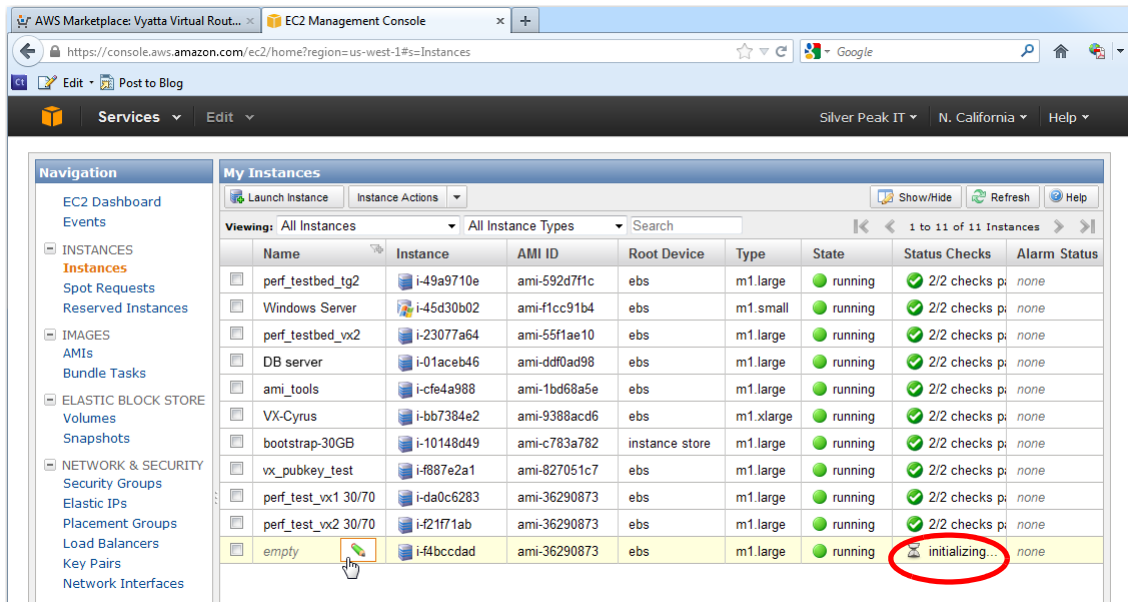 AWS Marketplace: Vyatta Virtual Rout... × EC2 Management Console × +
https://console.aws.amazon.com/ec2/home?region=us-west-1#s=Instances Google
Ct Edit Post to Blog
Services Edit Silver Peak IT N. California Help
Navigation
EC2 Dashboard
Events
INSTANCES
Instances
Spot Requests
Reserved Instances
IMAGES
AMIs
Bundle Tasks
ELASTIC BLOCK STORE
Volumes
Snapshots
NETWORK & SECURITY
Security Groups
Elastic IPs
Placement Groups
Load Balancers
Key Pairs
Network Interfaces
My Instances
Launch Instance Instance Actions Show/Hide Refresh Help
Viewing: All Instances All Instance Types Search 1 to 11 of 11 Instances
Name Instance AMI ID Root Device Type State Status Checks Alarm Status
perf_testbed_tg2 i-49a9710e ami-592d7f1c ebs m1.large running 2/2 checks pa none
Windows Server i-45d30b02 ami-f1cc91b4 ebs m1.small running 2/2 checks pa none
perf_testbed_vx2 i-23077a64 ami-55f1ae10 ebs m1.large running 2/2 checks pa none
DB server i-01aceb46 ami-ddf0ad98 ebs m1.large running 2/2 checks pa none
ami_tools i-cfe4a988 ami-1bd68a5e ebs m1.large running 2/2 checks pa none
VX-Cyrus i-bb7384e2 ami-9388acd6 ebs m1.xlarge running 2/2 checks pa none
bootstrap-30GB i-10148d49 ami-c783a782 instance store m1.large running 2/2 checks pa none
vx_pubkey_test i-f887e2a1 ami-827051c7 ebs m1.large running 2/2 checks pa none
perf_test_vx1 30/70 i-da0c6283 ami-36290873 ebs m1.large running 2/2 checks pa none
perf_test_vx2 30/70 i-f21f71ab ami-36290873 ebs m1.large running 2/2 checks pa none
empty i-f4bccdad ami-36290873 ebs m1.large running initializing... none